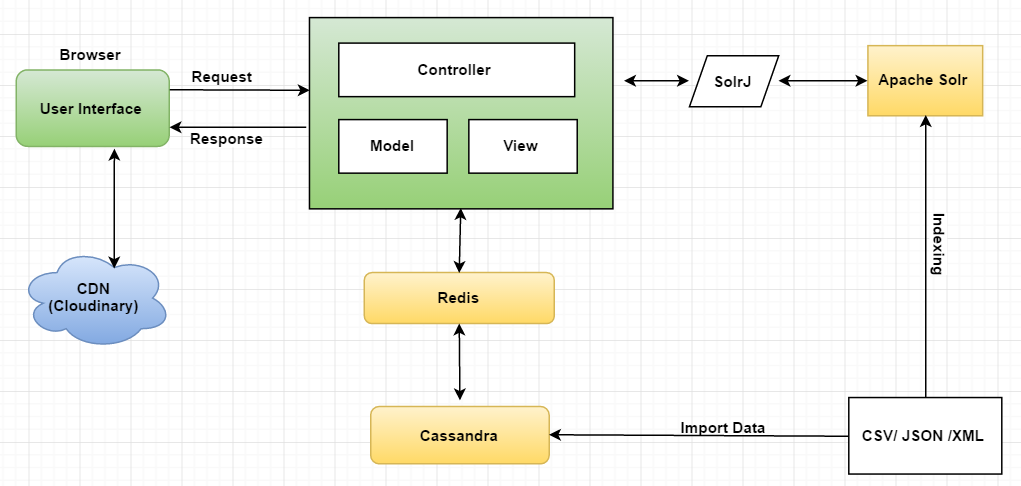 Browser
User Interface
Request
Response
Controller
Model
View
SolrJ
Apache Solr
CDN
(Cloudinary)
Redis
Indexing
Cassandra
Import Data
CSV/ JSON /XML